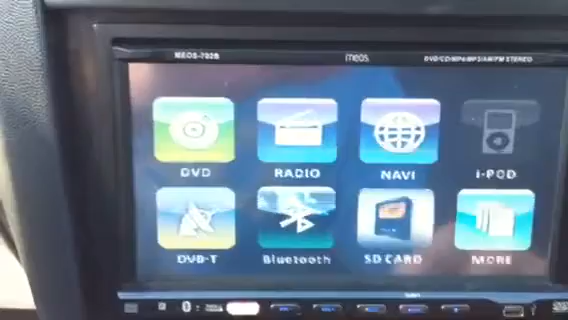 MEOS-702B
meos
DVD/CD/MP4/MP3/AM/FM STEREO
DVD
RADIO
NAVI
i-POD
DVB-T
Bluetooth
SD CARD
MORE